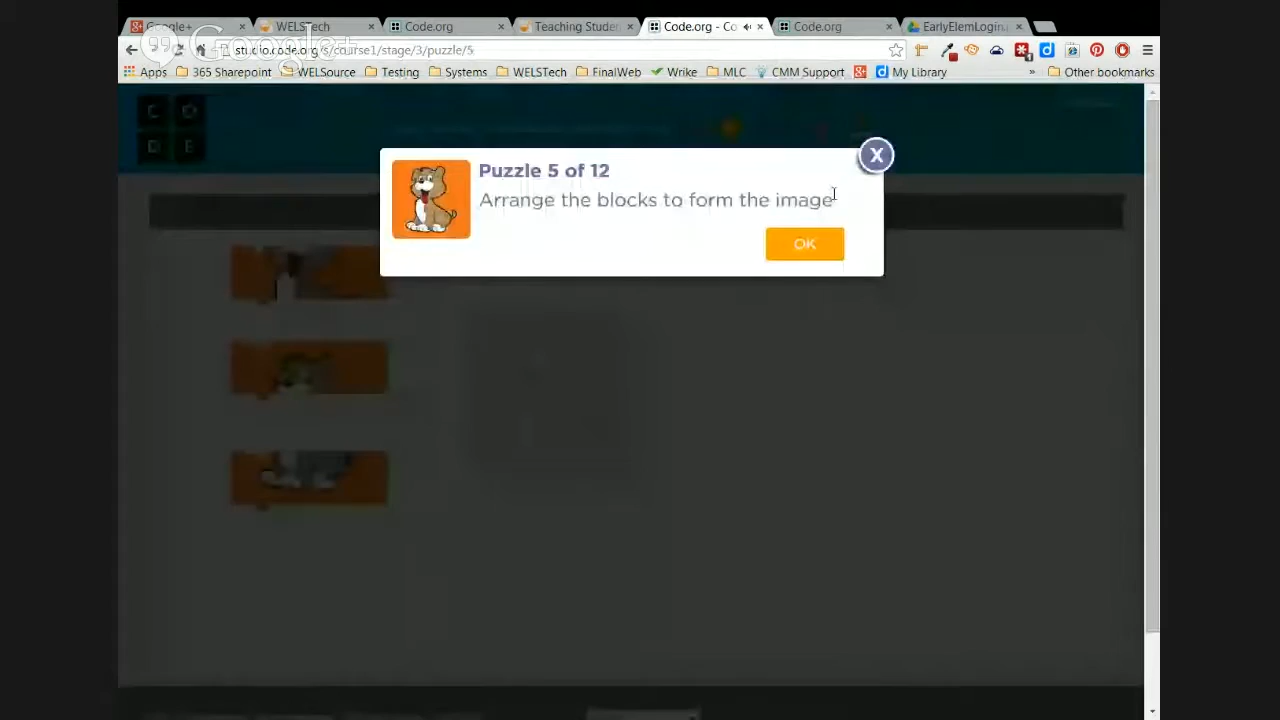 Google+ WELSTech Code.org Teaching Studen Code.org - Co Code.org EarlyElemLogin
studio.code.org/s/course1/stage/3/puzzle/5
Google+
Apps 365 Sharepoint WELSource Testing Systems WELSTech FinalWeb Wrike MLC CMM Support My Library » Other bookmarks
C O
D E
Puzzle 5 of 12
X
Arrange the blocks to form the image
OK